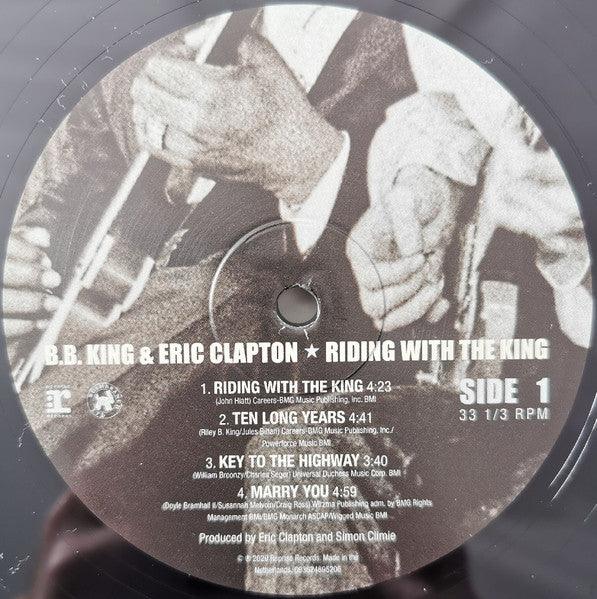 B.B. KING & ERIC CLAPTON ★ RIDING WITH THE KING
SIDE 1
33 1/3 RPM
1. RIDING WITH THE KING 4:23
(John Hiatt) Careers-BMG Music Publishing, Inc. BMI
2. TEN LONG YEARS 4:41
(Riley B. King/Jules Bihari) Careers-BMG Music Publishing, Inc./
Powerforce Music BMI
3. KEY TO THE HIGHWAY 3:40
(William Broonzy/Charles Seger) Universal Duchess Music Corp. BMI
4. MARRY YOU 4:59
(Doyle Bramhall II/Susannah Melvoin/Craig Ross) Wizma Publishing adm. by BMG Rights
Management BMI/BMG Monarch ASCAP/Wigged Music BMI
Produced by Eric Clapton and Simon Climie
© ℗ 2020 Reprise Records. Made in the
Netherlands. 093624895206